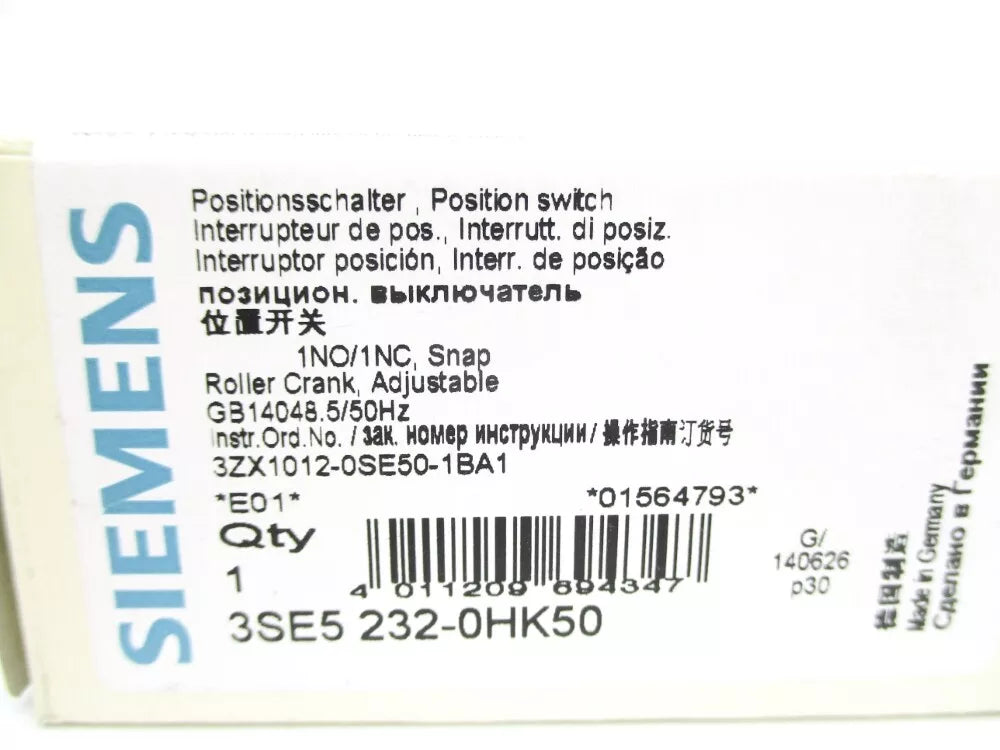 SIEMENS
Positionsschalter , Position switch
Interrupteur de pos., Interrutt. di posiz.
Interruptor posición, Interr. de posição
позицион. выключатель
位置开关
1NO/1NC, Snap
Roller Crank, Adjustable
GB14048.5/50Hz
Instr.Ord.No. / зак. номер инструкции / 操作指南订货号
3ZX1012-0SE50-1BA1
*E01* *01564793*
Qty
1
4 011209 694347
3SE5 232-0HK50
G/
140626
p30
德国制造
Made in Germany
Сделано в Германии